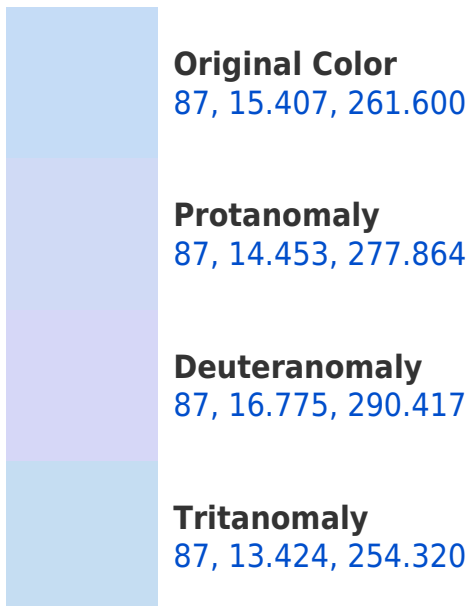 Original Color
87, 15.407, 261.600
Protanomaly
87, 14.453, 277.864
Deuteranomaly
87, 16.775, 290.417
Tritanomaly
87, 13.424, 254.320